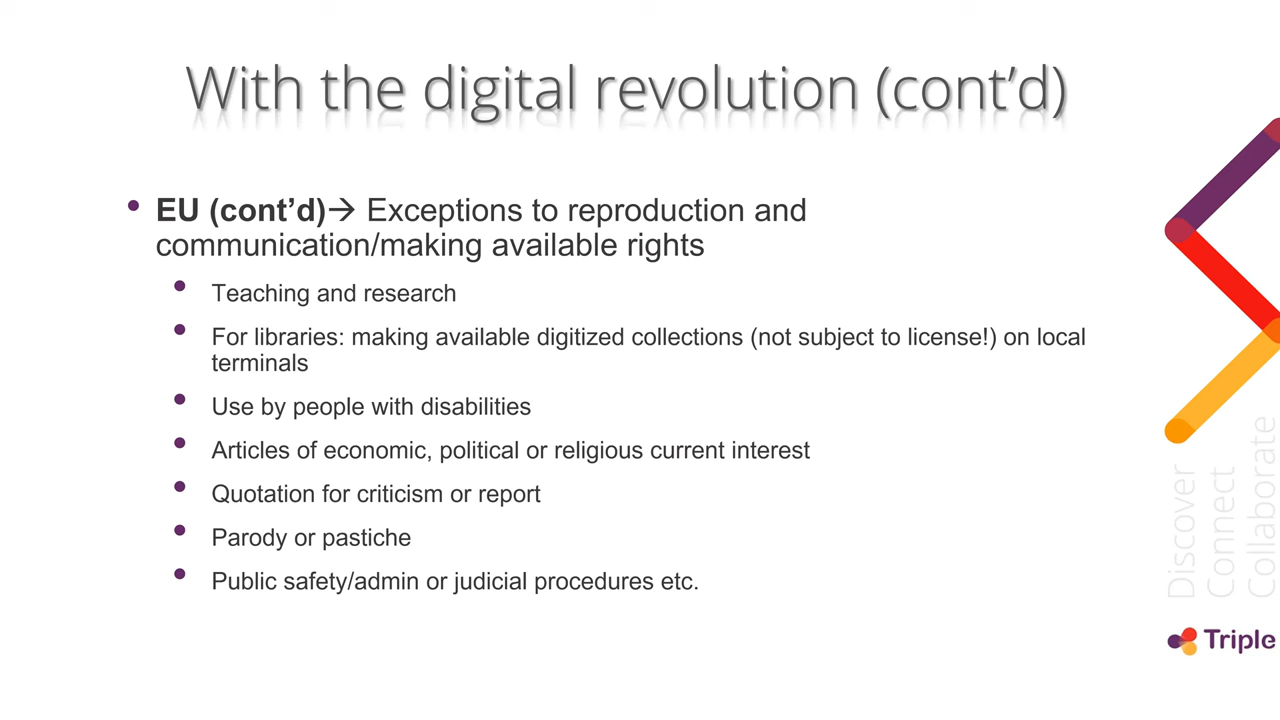 With the digital revolution (cont’d)
• EU (cont’d)→ Exceptions to reproduction and
communication/making available rights
• Teaching and research
• For libraries: making available digitized collections (not subject to license!) on local
terminals
• Use by people with disabilities
• Articles of economic, political or religious current interest
• Quotation for criticism or report
• Parody or pastiche
• Public safety/admin or judicial procedures etc.
Discover
Connect
Collaborate
Triple